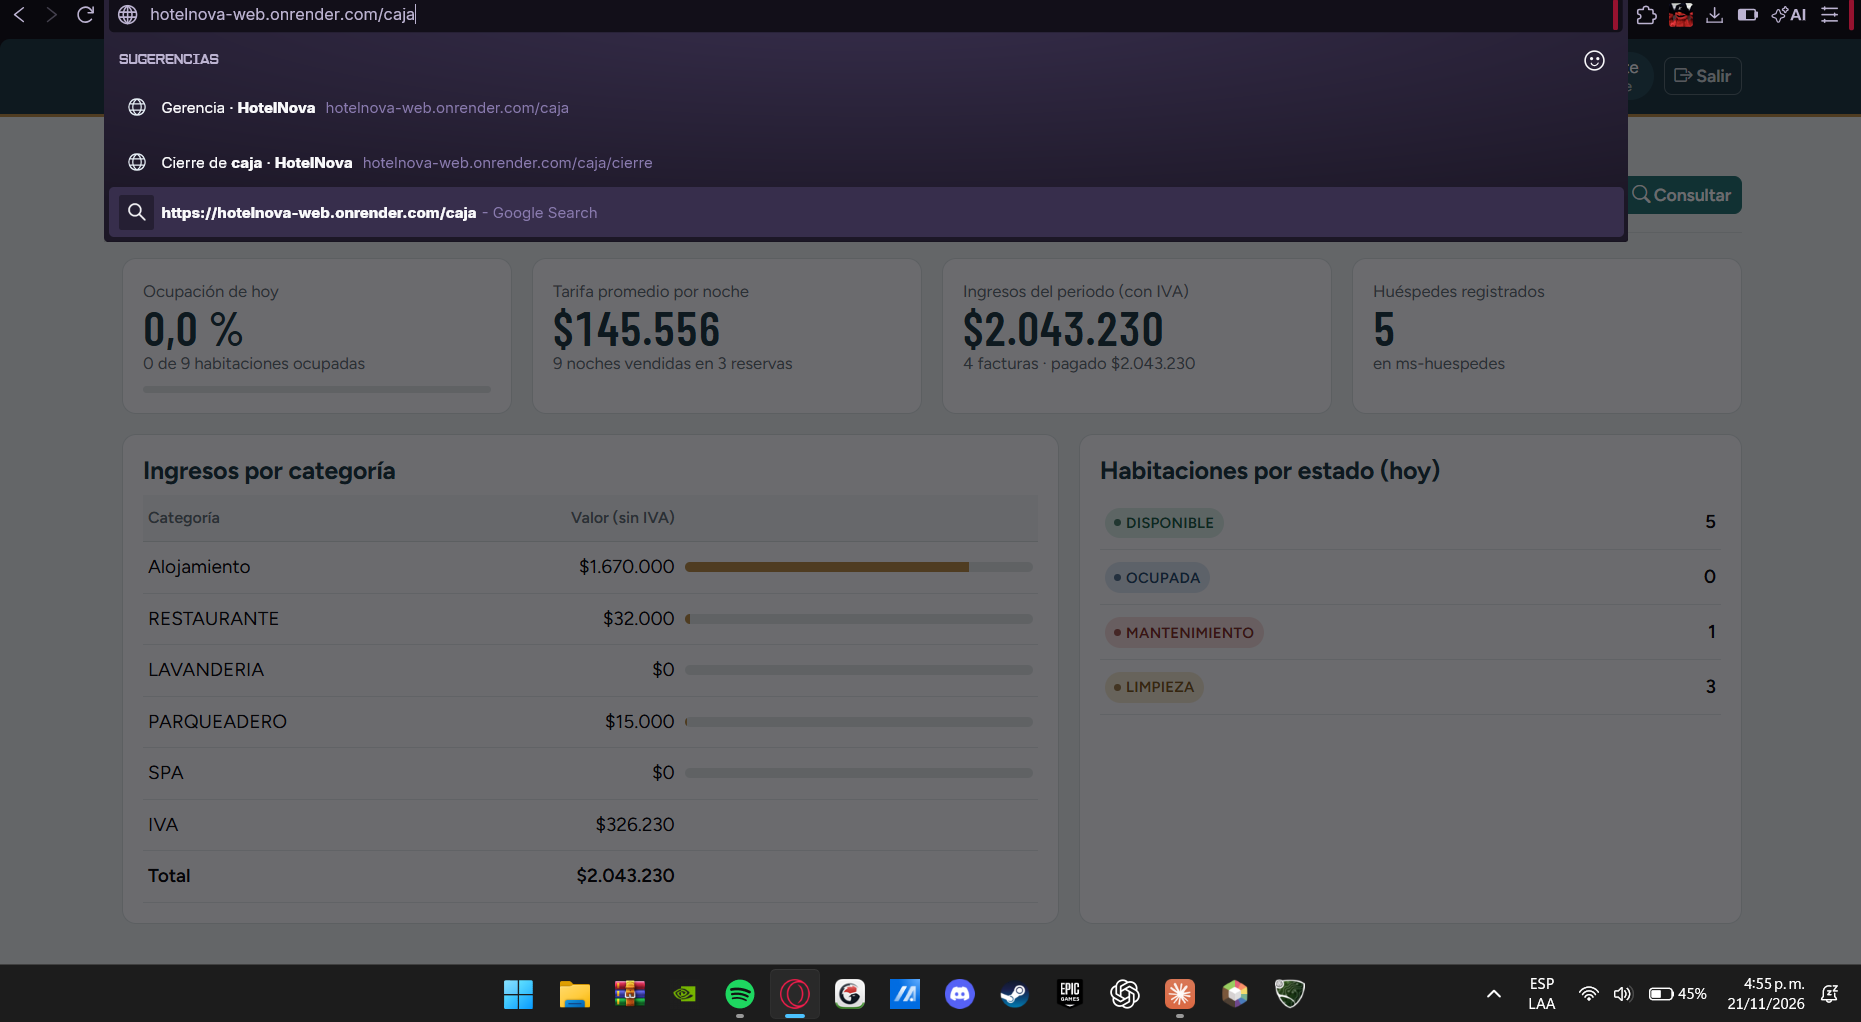 hotelnova-web.onrender.com/caja
AI
SUGERENCIAS
Gerencia · HotelNova hotelnova-web.onrender.com/caja
Cierre de caja · HotelNova hotelnova-web.onrender.com/caja/cierre
https://hotelnova-web.onrender.com/caja - Google Search
Salir
Consultar
Ocupación de hoy
0,0 %
0 de 9 habitaciones ocupadas
Tarifa promedio por noche
$145.556
9 noches vendidas en 3 reservas
Ingresos del periodo (con IVA)
$2.043.230
4 facturas · pagado $2.043.230
Huéspedes registrados
5
en ms-huespedes
Ingresos por categoría
Categoría Valor (sin IVA)
Alojamiento $1.670.000
RESTAURANTE $32.000
LAVANDERIA $0
PARQUEADERO $15.000
SPA $0
IVA $326.230
Total $2.043.230
Habitaciones por estado (hoy)
DISPONIBLE 5
OCUPADA 0
MANTENIMIENTO 1
LIMPIEZA 3
EPIC GAMES
ESP
LAA
45%
4:55 p. m.
21/11/2026